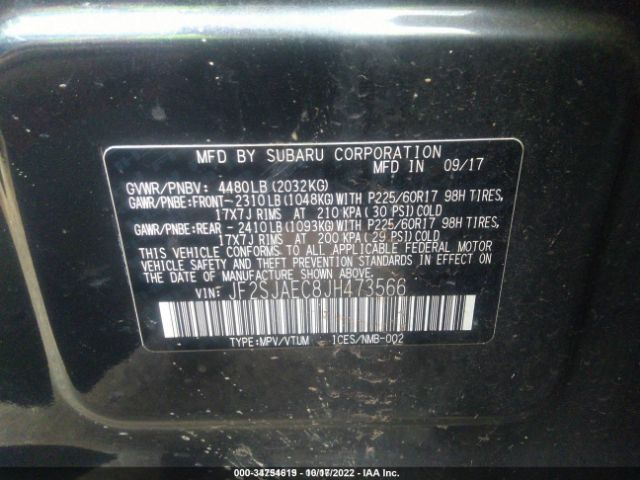 MFD BY SUBARU CORPORATION
MFD IN 09/17
GVWR/PNBV: 4480LB(2032KG)
GAWR/PNBE:FRONT-2310LB(1048KG)WITH P225/60R17 98H TIRES,
17X7J RIMS AT 210 KPA(30 PSI)COLD
GAWR/PNBE:REAR -2410LB(1093KG)WITH P225/60R17 98H TIRES,
17X7J RIMS AT 200 KPA(29 PSI)COLD
THIS VEHICLE CONFORMS TO ALL APPLICABLE FEDERAL MOTOR
VEHICLE SAFETY AND THEFT PREVENTION STANDARDS IN EFFECT ON
THE DATE OF MANUFACTURE SHOWN ABOVE.
VIN: JF2SJAEC8JH473566
TYPE:MPV/VTUM ICES/NMB-002
2022 - IAA Inc.